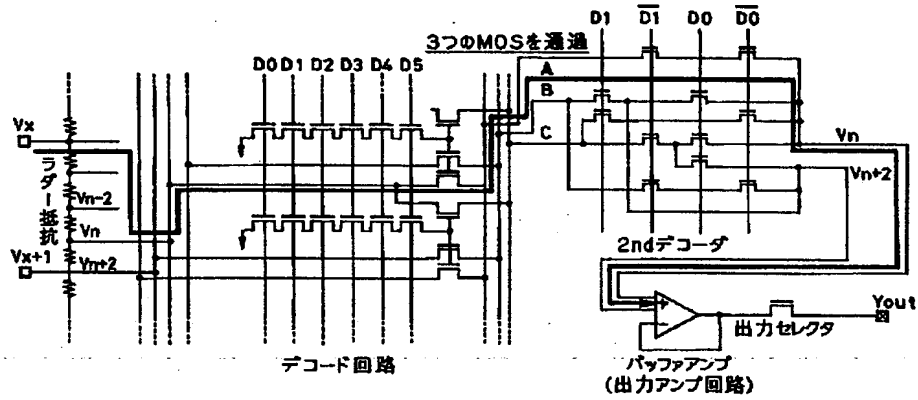 D1 D1 D0 D0
3つのMOSを通過
D0 D1 D2 D3 D4 D5
A
B
C
Vx
ラダー抵抗
Vn-2
Vn
Vx+1
Vn+2
Vn
Vn+2
2ndデコーダ
Yout
出力セレクタ
デコード回路
バッファアンプ
(出力アンプ回路)